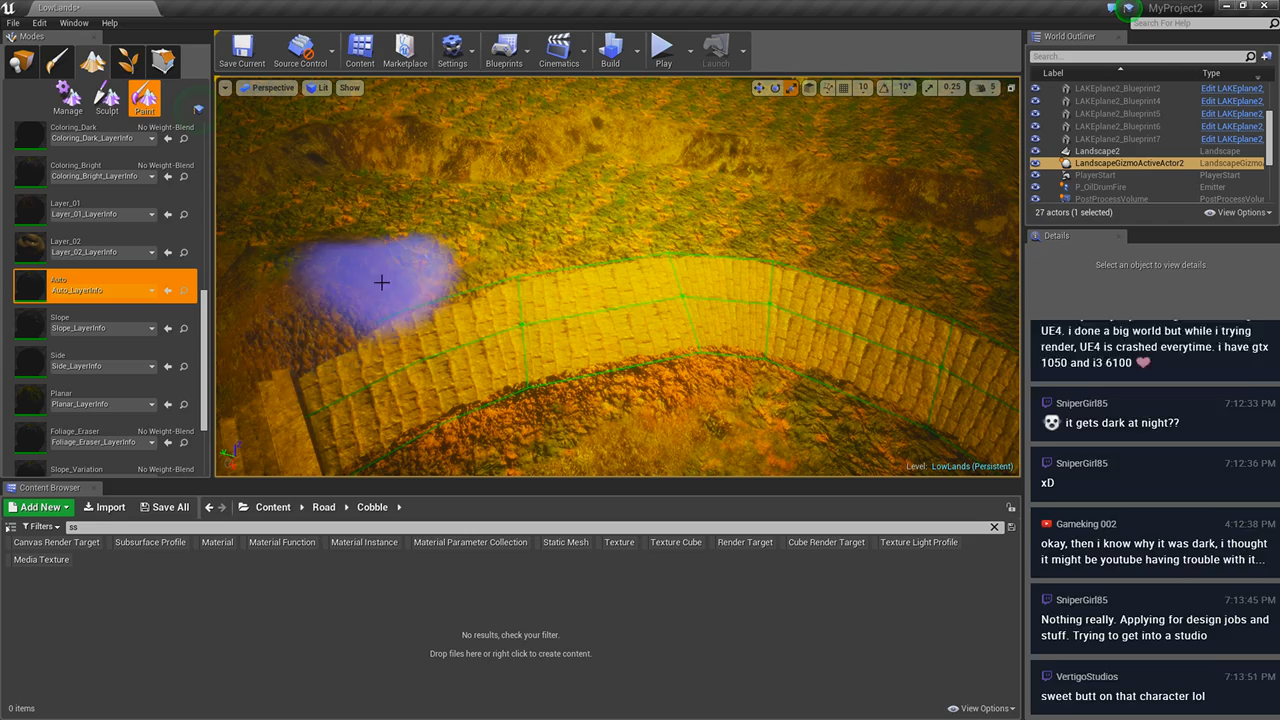 LowLands*
MyProject2
File Edit Window Help
Search For Help
Modes
Manage Sculpt Paint
Save Current Source Control Content Marketplace Settings Blueprints Cinematics Build Play Launch
Perspective Lit Show
10 10° 0.25 5
Coloring_Dark No Weight-Blend
Coloring_Dark_LayerInfo
Coloring_Bright No Weight-Blend
Coloring_Bright_LayerInfo
Layer_01
Layer_01_LayerInfo
Layer_02
Layer_02_LayerInfo
Auto
Auto_LayerInfo
Slope
Slope_LayerInfo
Side
Side_LayerInfo
Planar
Planar_LayerInfo
Foliage_Eraser No Weight-Blend
Foliage_Eraser_LayerInfo
Slope_Variation No Weight-Blend
Level: LowLands (Persistent)
World Outliner
Search...
Label Type
LAKEplane2_Blueprint2 Edit LAKEplane2_
LAKEplane2_Blueprint4 Edit LAKEplane2_
LAKEplane2_Blueprint5 Edit LAKEplane2_
LAKEplane2_Blueprint6 Edit LAKEplane2_
LAKEplane2_Blueprint7 Edit LAKEplane2_
Landscape2 Landscape
LandscapeGizmoActiveActor2 LandscapeGizmo
PlayerStart PlayerStart
P_OilDrumFire Emitter
PostProcessVolume PostProcessVolu
27 actors (1 selected) View Options
Details
Select an object to view details.
UE4. i done a big world but while i trying
render, UE4 is crashed everytime. i have gtx
1050 and i3 6100
SniperGirl85 7:12:33 PM
it gets dark at night??
SniperGirl85 7:12:36 PM
xD
Gameking 002 4:12:38 PM
okay, then i know why it was dark, i thought
it might be youtube having trouble with it...
SniperGirl85 7:13:45 PM
Nothing really. Applying for design jobs and
stuff. Trying to get into a studio
VertigoStudios 7:13:51 PM
sweet butt on that character lol
Content Browser
Add New Import Save All Content Road Cobble
Filters ss
Canvas Render Target Subsurface Profile Material Material Function Material Instance Material Parameter Collection Static Mesh Texture Texture Cube Render Target Cube Render Target Texture Light Profile
Media Texture
No results, check your filter.
Drop files here or right click to create content.
0 items View Options